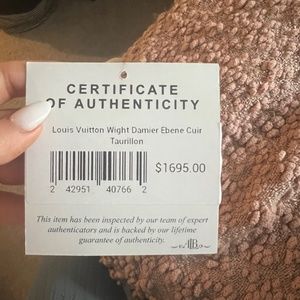 CERTIFICATE
OF AUTHENTICITY
Louis Vuitton Wight Damier Ebene Cuir
Taurillon
$1695.00
2 42951 40766 2
This item has been inspected by our team of expert
authenticators and is backed by our lifetime
guarantee of authenticity.